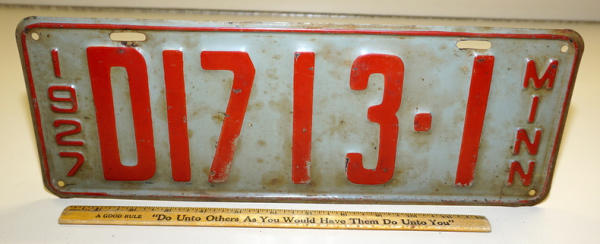 1927
D1713·1
MINN
A GOOD RULE "Do Unto Others As You Would Have Them Do Unto You"